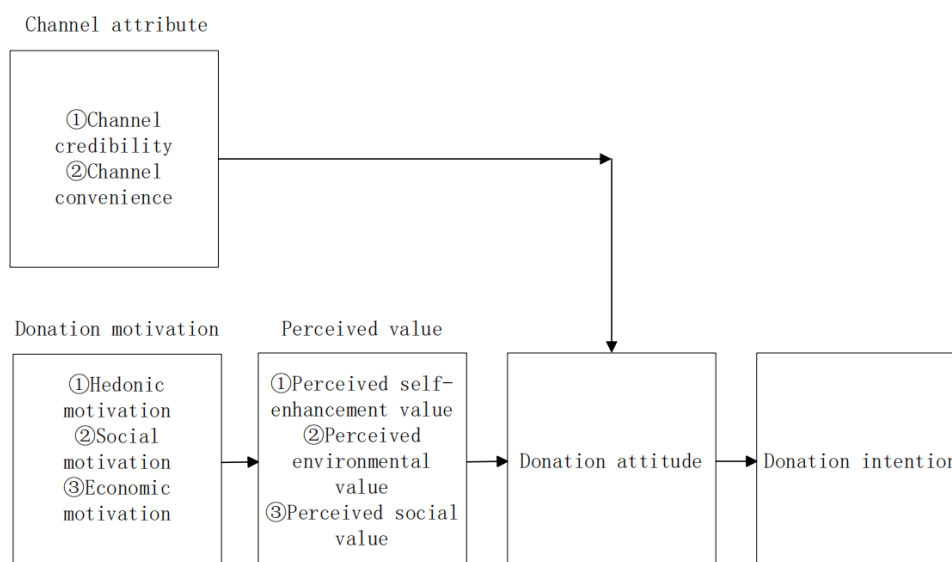 Channel attribute
①Channel
credibility
②Channel
convenience
Donation motivation
①Hedonic
motivation
②Social
motivation
③Economic
motivation
Perceived value
①Perceived self-
enhancement value
②Perceived
environmental
value
③Perceived social
value
Donation attitude
Donation intention